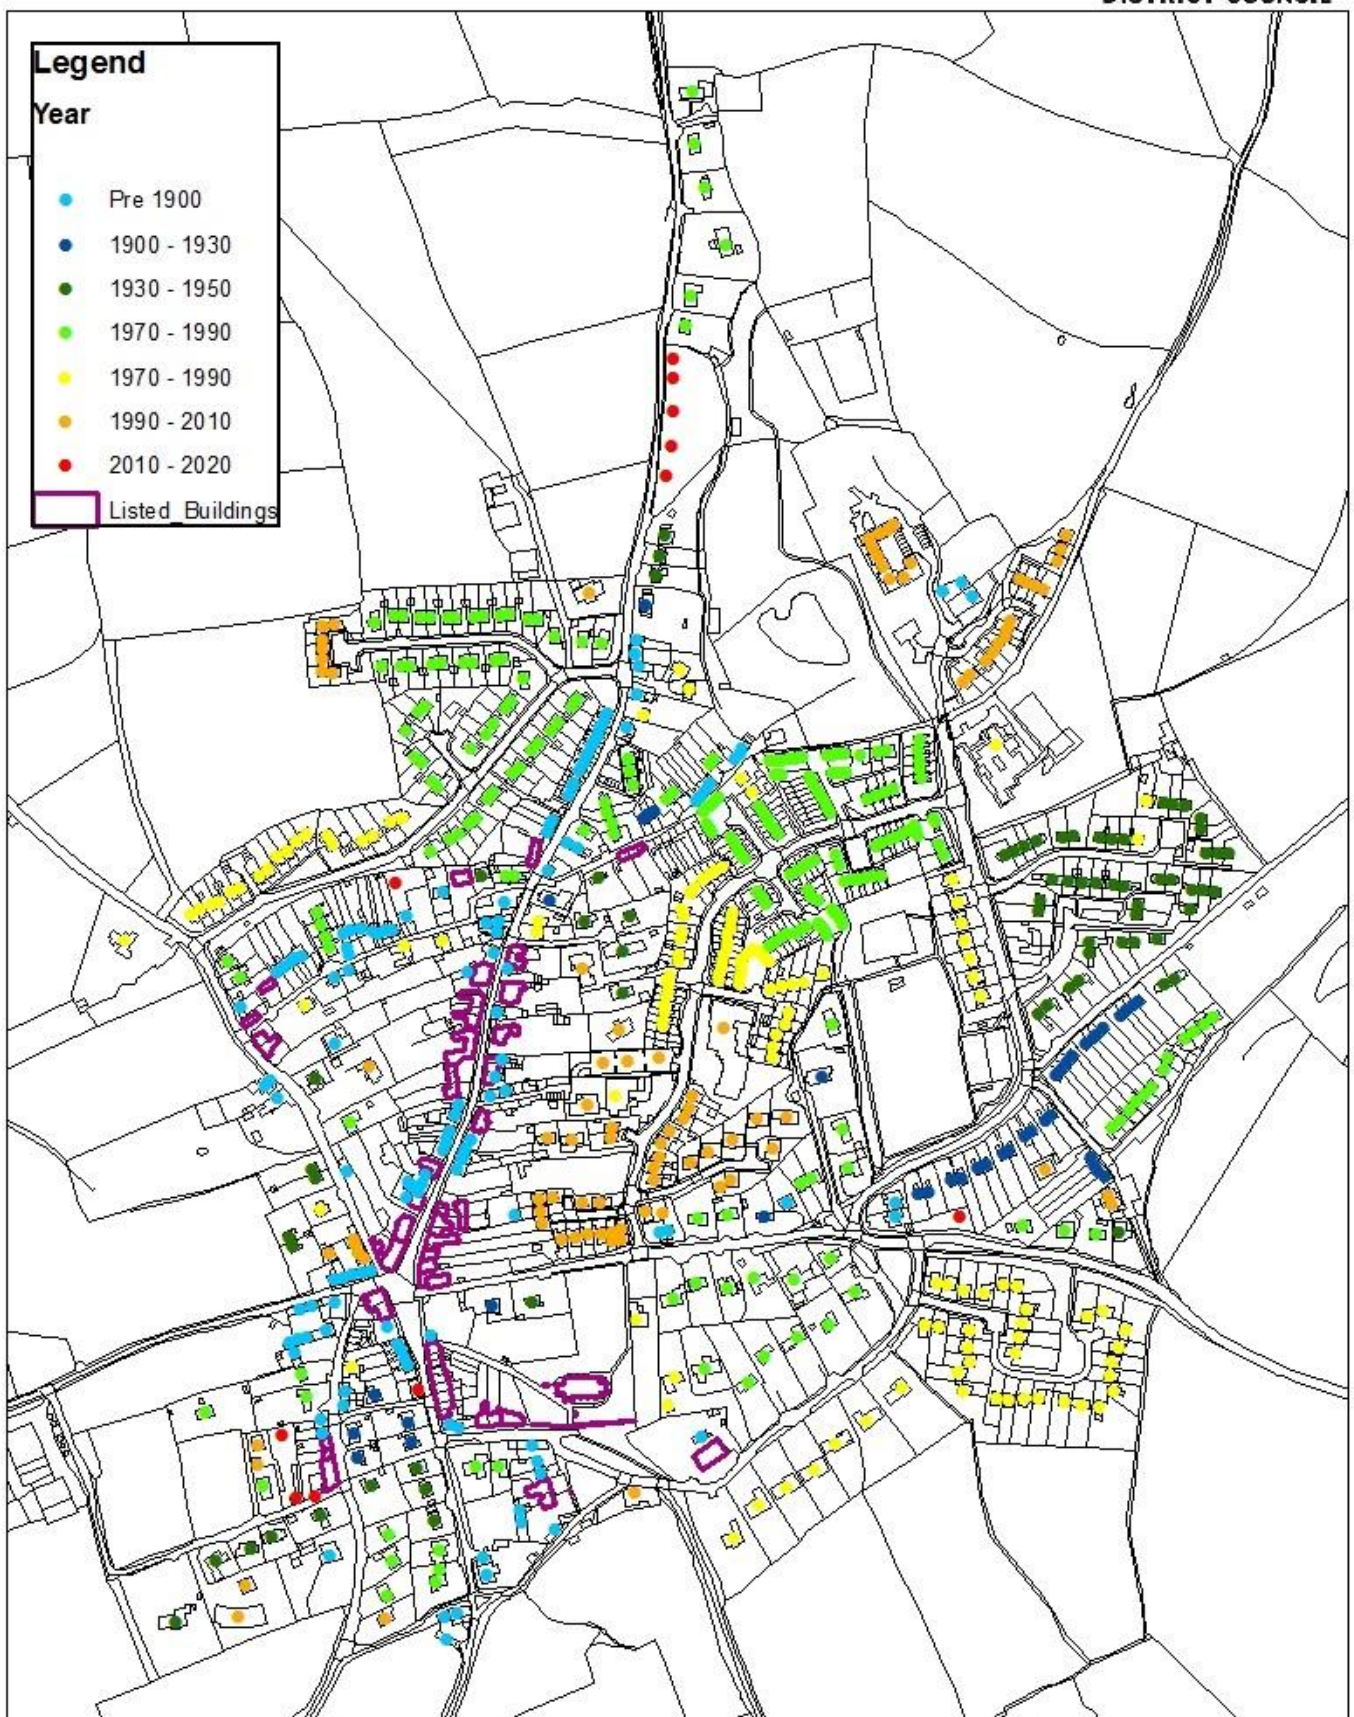 DISTRICT COUNCIL
Legend
Year
Pre 1900
1900 - 1930
1930 - 1950
1970 - 1990
1970 - 1990
1990 - 2010
2010 - 2020
Listed_Buildings